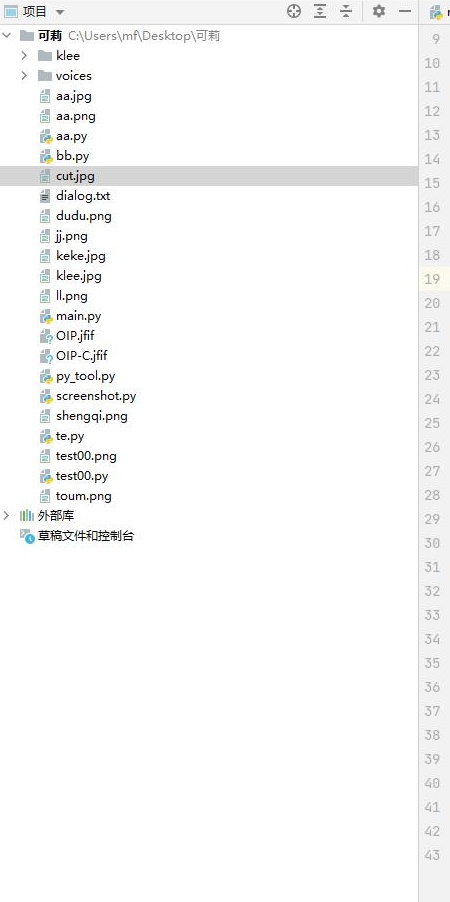 项目
可莉 C:\Users\mf\Desktop\可莉
klee
voices
aa.jpg
aa.png
aa.py
bb.py
cut.jpg
dialog.txt
dudu.png
jj.png
keke.jpg
klee.jpg
ll.png
main.py
OIP.jfif
OIP-C.jfif
py_tool.py
screenshot.py
shengqi.png
te.py
test00.png
test00.py
toum.png
外部库
草稿文件和控制台
9
10
11
12
13
14
15
16
17
18
19
20
21
22
23
24
25
26
27
28
29
30
31
32
33
34
35
36
37
38
39
40
41
42
43